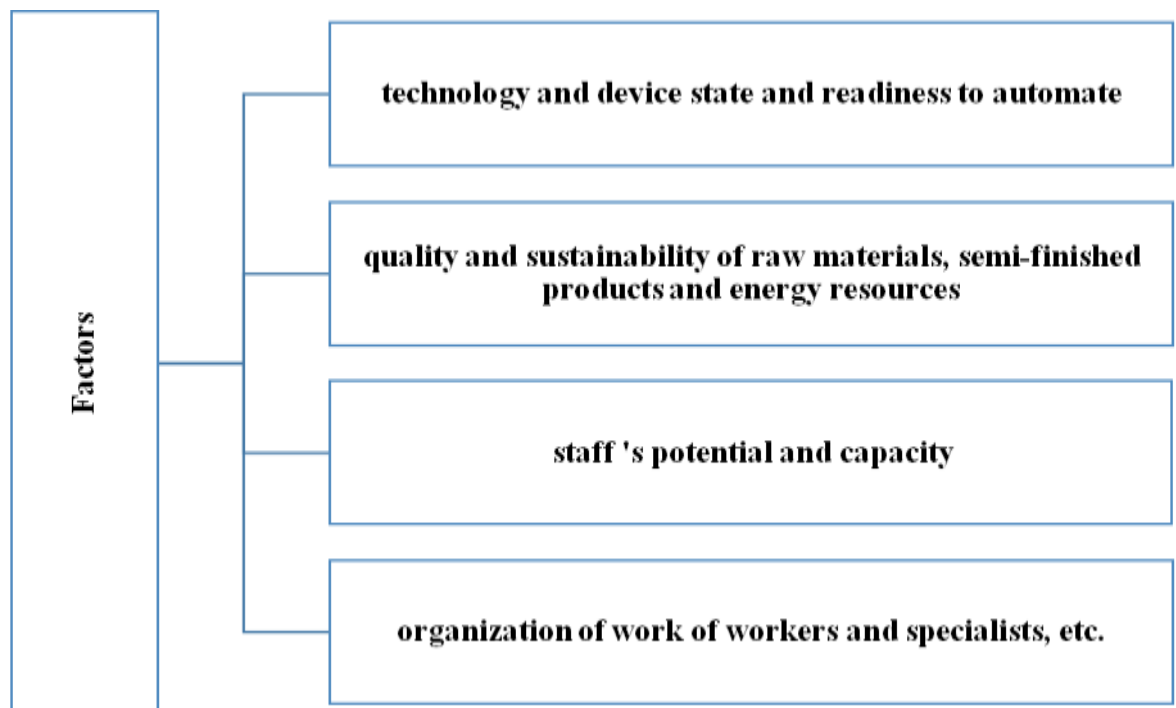 Factors
technology and device state and readiness to automate
quality and sustainability of raw materials, semi-finished
products and energy resources
staff 's potential and capacity
organization of work of workers and specialists, etc.